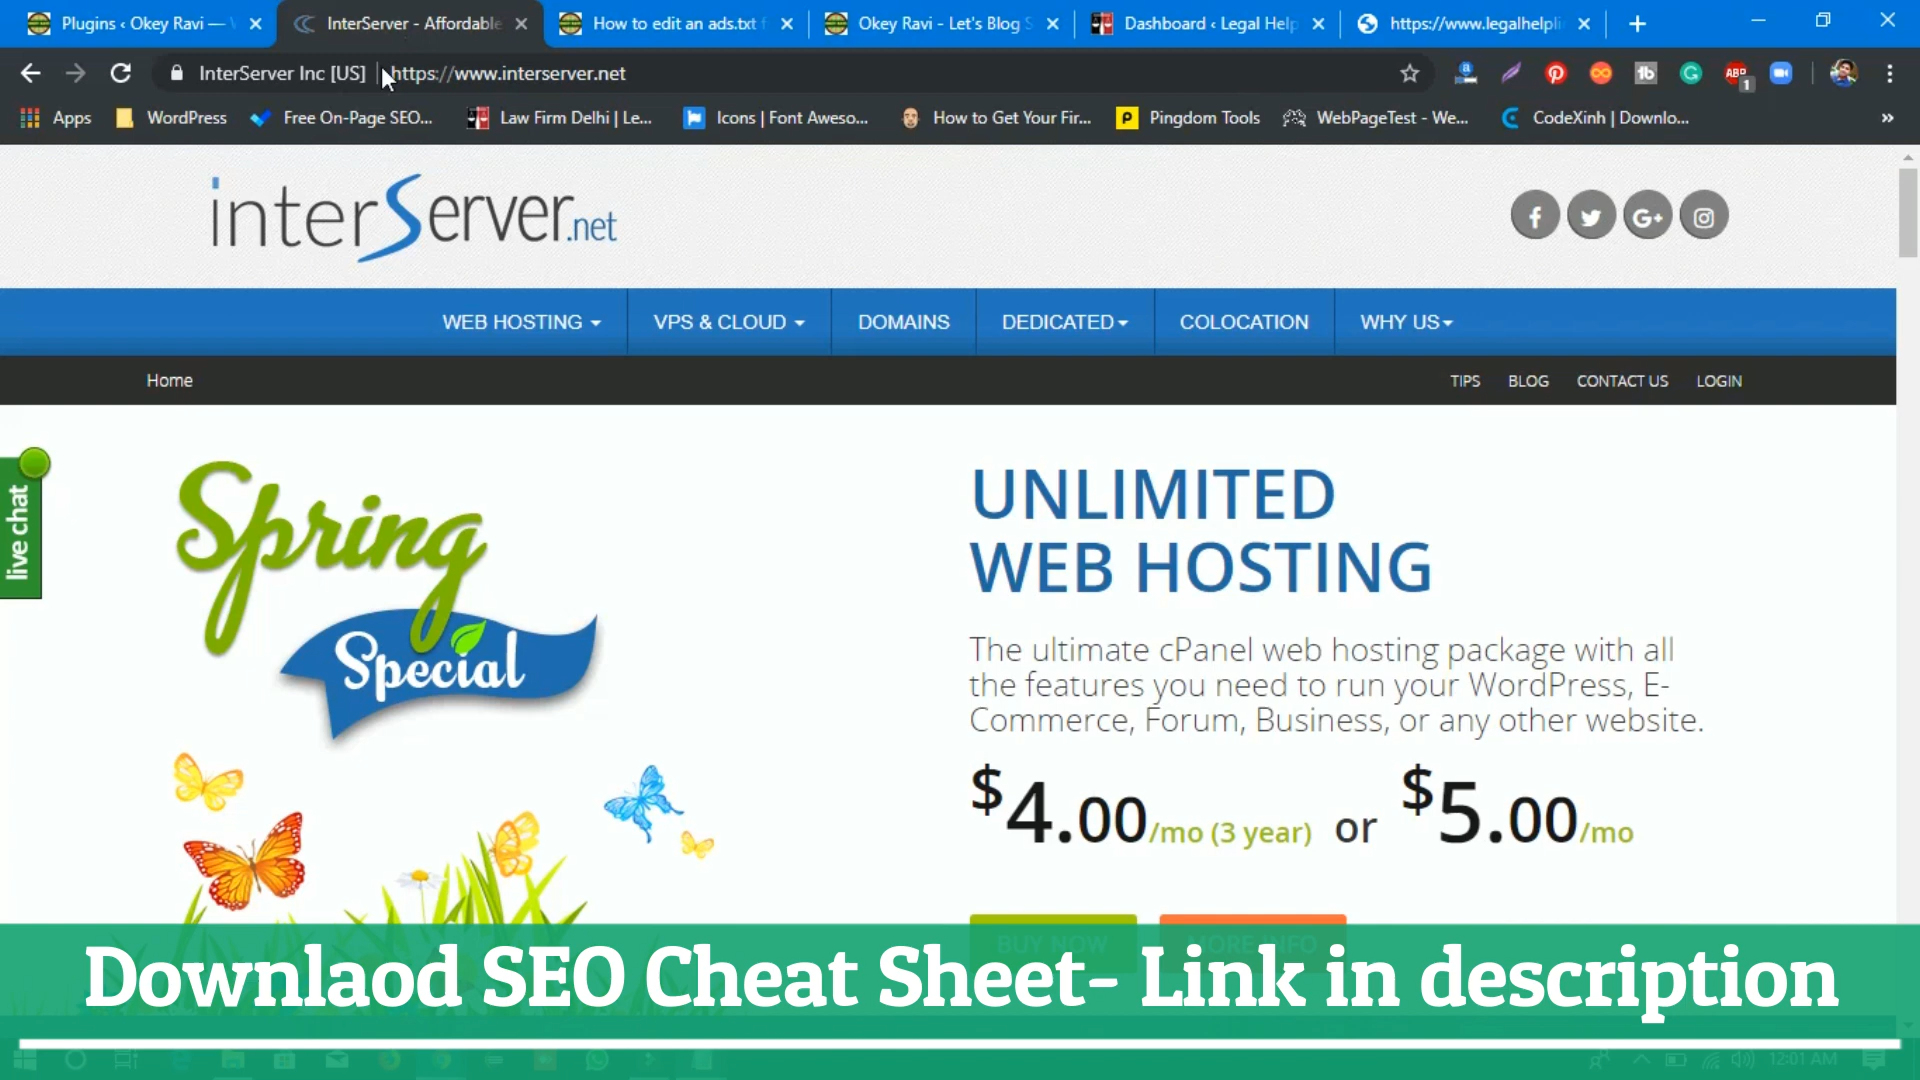 Plugins ‹ Okey Ravi —
InterServer - Affordable
How to edit an ads.txt f
Okey Ravi - Let's Blog S
Dashboard ‹ Legal Help
https://www.legalhelpli
InterServer Inc [US]
https://www.interserver.net
ABP
1
Apps
WordPress
Free On-Page SEO...
Law Firm Delhi | Le...
Icons | Font Aweso...
How to Get Your Fir...
Pingdom Tools
WebPageTest - We...
CodeXinh | Downlo...
interServer.net
WEB HOSTING
VPS & CLOUD
DOMAINS
DEDICATED
COLOCATION
WHY US
Home
TIPS
BLOG
CONTACT US
LOGIN
live chat
Spring
Special
UNLIMITED
WEB HOSTING
The ultimate cPanel web hosting package with all
the features you need to run your WordPress, E-
Commerce, Forum, Business, or any other website.
$4.00/mo (3 year) or $5.00/mo
BUY NOW
MORE INFO
Downlaod SEO Cheat Sheet- Link in description
12:01 AM